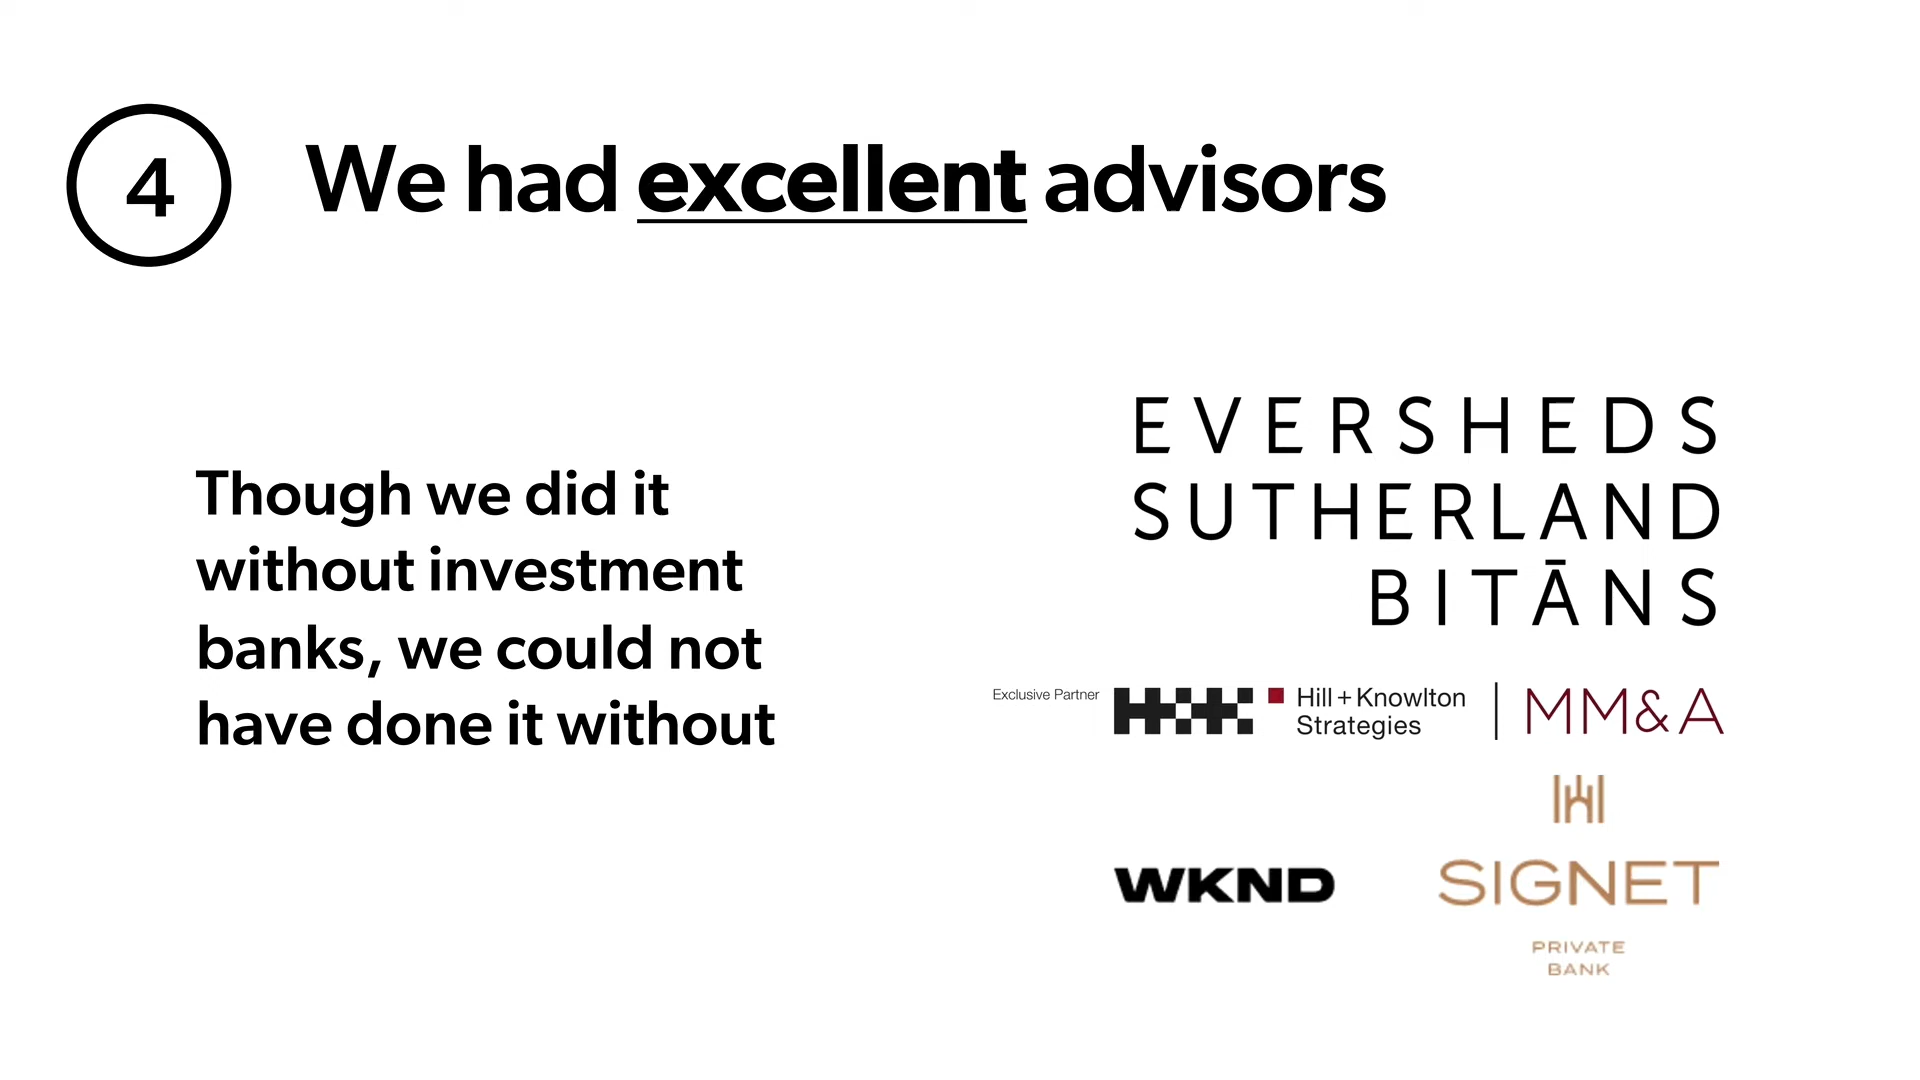 4
We had excellent advisors
Though we did it
without investment
banks, we could not
have done it without
EVERSHEDS
SUTHERLAND
BITĀNS
Exclusive Partner
H+K
Hill + Knowlton
Strategies
MM&A
WKND
SIGNET
PRIVATE
BANK